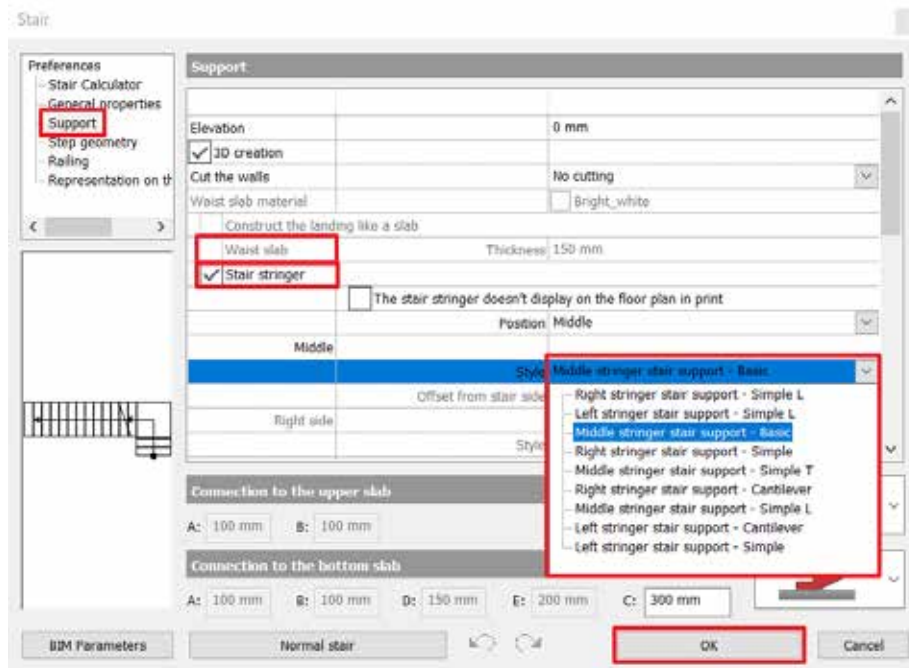 Stair
Preferences
Stair Calculator
General properties
Support
Step geometry
Railing
Representation on th
Support
Elevation 0 mm
3D creation
Cut the walls No cutting
Waist slab material Bright_white
Construct the landing like a slab
Waist slab Thickness 150 mm
Stair stringer
The stair stringer doesn't display on the floor plan in print
Position Middle
Middle
Style Middle stringer stair support - Basic
Offset from stair side
Right side
Style
Right stringer stair support - Simple L
Left stringer stair support - Simple L
Middle stringer stair support - Basic
Right stringer stair support - Simple
Middle stringer stair support - Simple T
Right stringer stair support - Cantilever
Middle stringer stair support - Simple L
Left stringer stair support - Cantilever
Left stringer stair support - Simple
Connection to the upper slab
A: 100 mm B: 100 mm
Connection to the bottom slab
A: 100 mm B: 100 mm D: 150 mm E: 200 mm C: 300 mm
BIM Parameters Normal stair OK Cancel